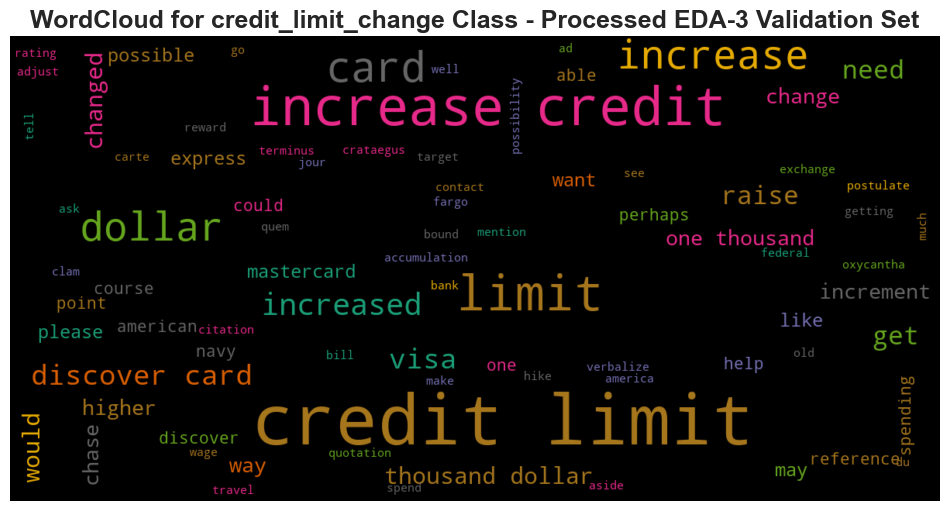 WordCloud for credit_limit_change Class - Processed EDA-3 Validation Set
rating
adjust
changed
possible
go
card
well
ad
able
increase
need
increase credit
possibility
change
tell
reward
carte
express
terminus
jour
crataegus
target
contact
fargo
want
see
exchange
postulate
raise
getting
much
ask
dollar
could
quem
bound
mention
perhaps
one thousand
federal
oxycantha
clam
course
point
mastercard
accumulation
bank
increased
limit
increment
please
american
citation
navy
bill
visa
make
one
hike
verbalize
america
help
like
old
get
discover card
higher
would
chase
discover
wage
way
travel
credit limit
quotation
thousand dollar
spend
aside
spending
may
reference
du